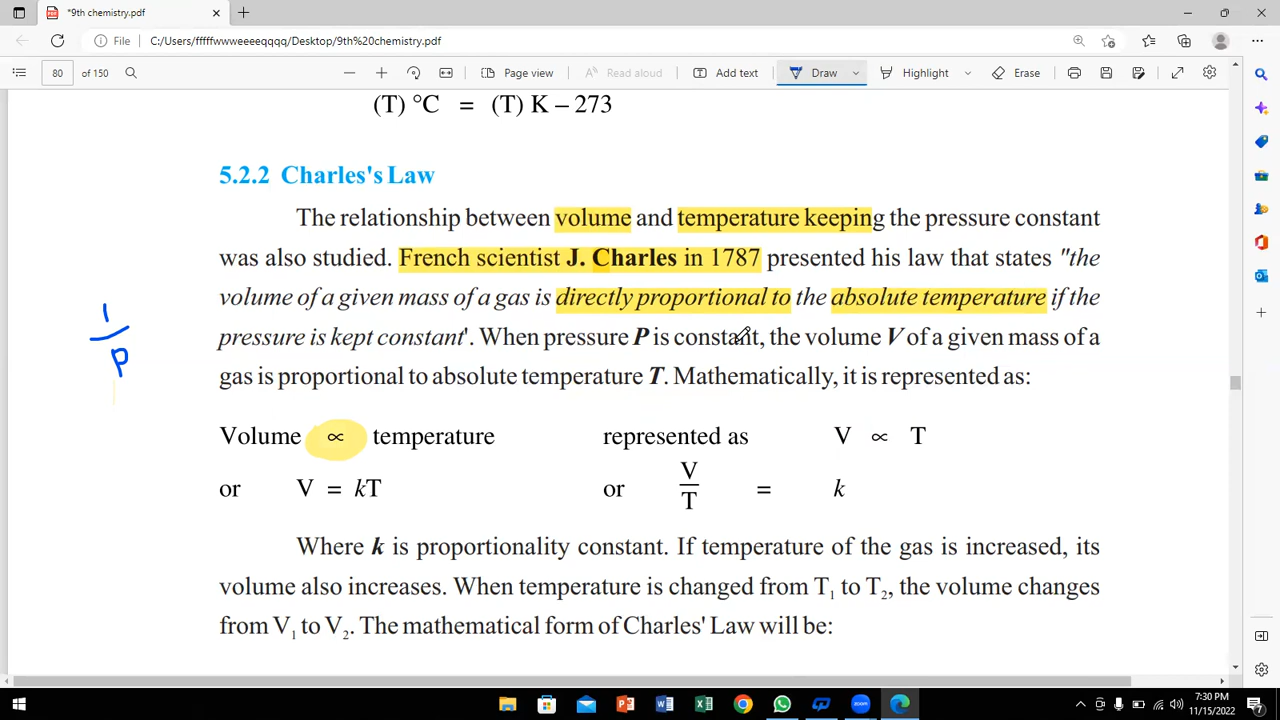 *9th chemistry.pdf
File C:/Users/fffffwwweeeeqqqq/Desktop/9th%20chemistry.pdf
80 of 150 Page view Read aloud Add text Draw Highlight Erase
(T) °C = (T) K – 273
5.2.2 Charles's Law
The relationship between volume and temperature keeping the pressure constant
was also studied. French scientist J. Charles in 1787 presented his law that states "the
volume of a given mass of a gas is directly proportional to the absolute temperature if the
pressure is kept constant'. When pressure P is constant, the volume V of a given mass of a
gas is proportional to absolute temperature T. Mathematically, it is represented as:
1
P
Volume ∝ temperature represented as V ∝ T
or V = kT or V/T = k
Where k is proportionality constant. If temperature of the gas is increased, its
volume also increases. When temperature is changed from T₁ to T₂, the volume changes
from V₁ to V₂. The mathematical form of Charles' Law will be:
zoom
7:30 PM
11/15/2022